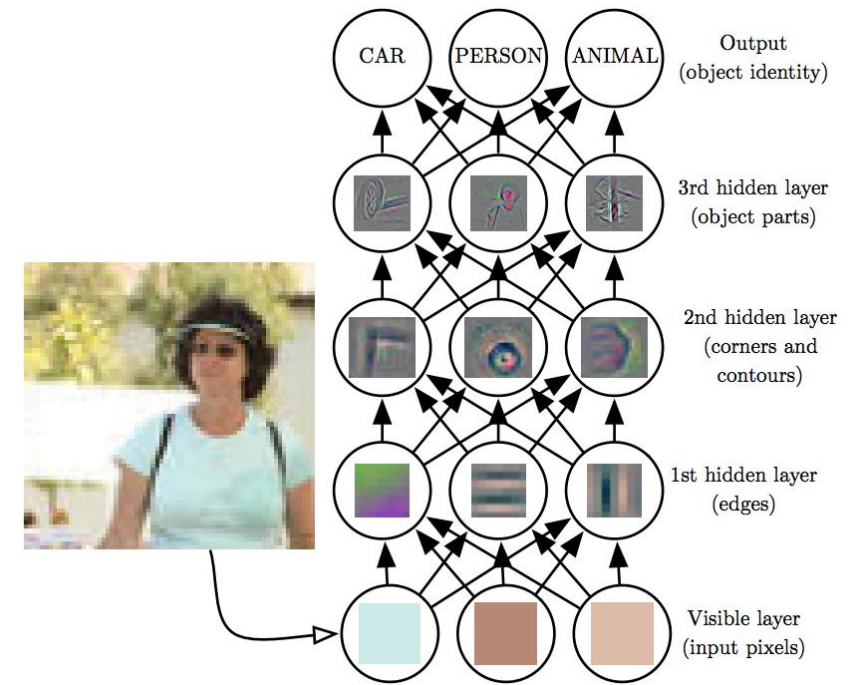 CAR PERSON ANIMAL
Output
(object identity)
3rd hidden layer
(object parts)
2nd hidden layer
(corners and
contours)
1st hidden layer
(edges)
Visible layer
(input pixels)